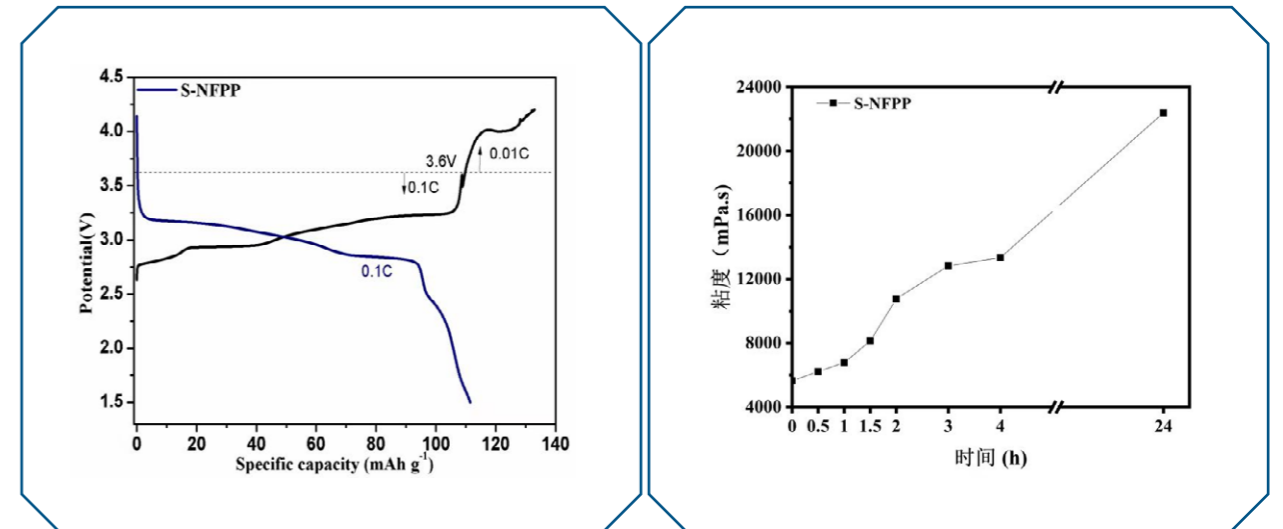 4.5
4.0
3.5
3.0
2.5
2.0
1.5
Potential(V)
S-NFPP
3.6V
0.01C
0.1C
0.1C
0 20 40 60 80 100 120 140
Specific capacity (mAh g⁻¹)
24000
20000
16000
12000
8000
4000
粘度（mPa.s)
S-NFPP
0 0.5 1 1.5 2 3 4 24
时间 (h)